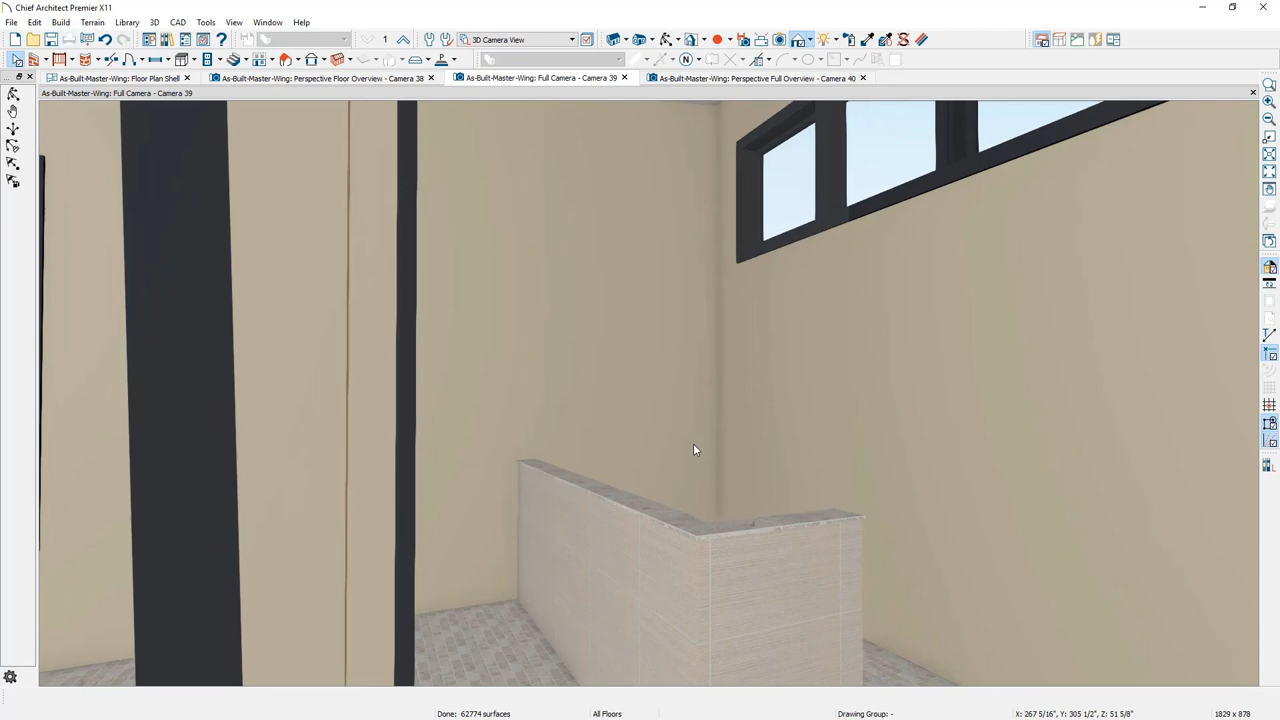 Chief Architect Premier X11
File Edit Build Terrain Library 3D CAD Tools View Window Help
1 3D Camera View
As-Built-Master-Wing: Floor Plan Shell As-Built-Master-Wing: Perspective Floor Overview - Camera 38 As-Built-Master-Wing: Full Camera - Camera 39 As-Built-Master-Wing: Perspective Full Overview - Camera 40
As-Built-Master-Wing: Full Camera - Camera 39
Done: 62774 surfaces All Floors Drawing Group: - X: 267 5/16", Y: 305 1/2", Z: 51 5/8" 1829 x 878